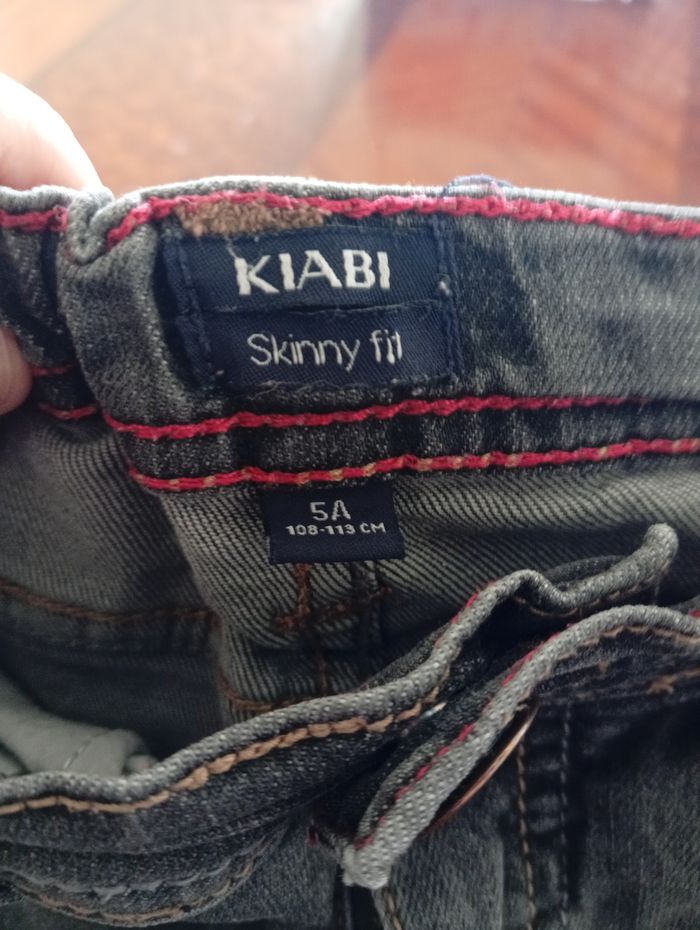 KIABI
Skinny fit
5A
108-113 CM